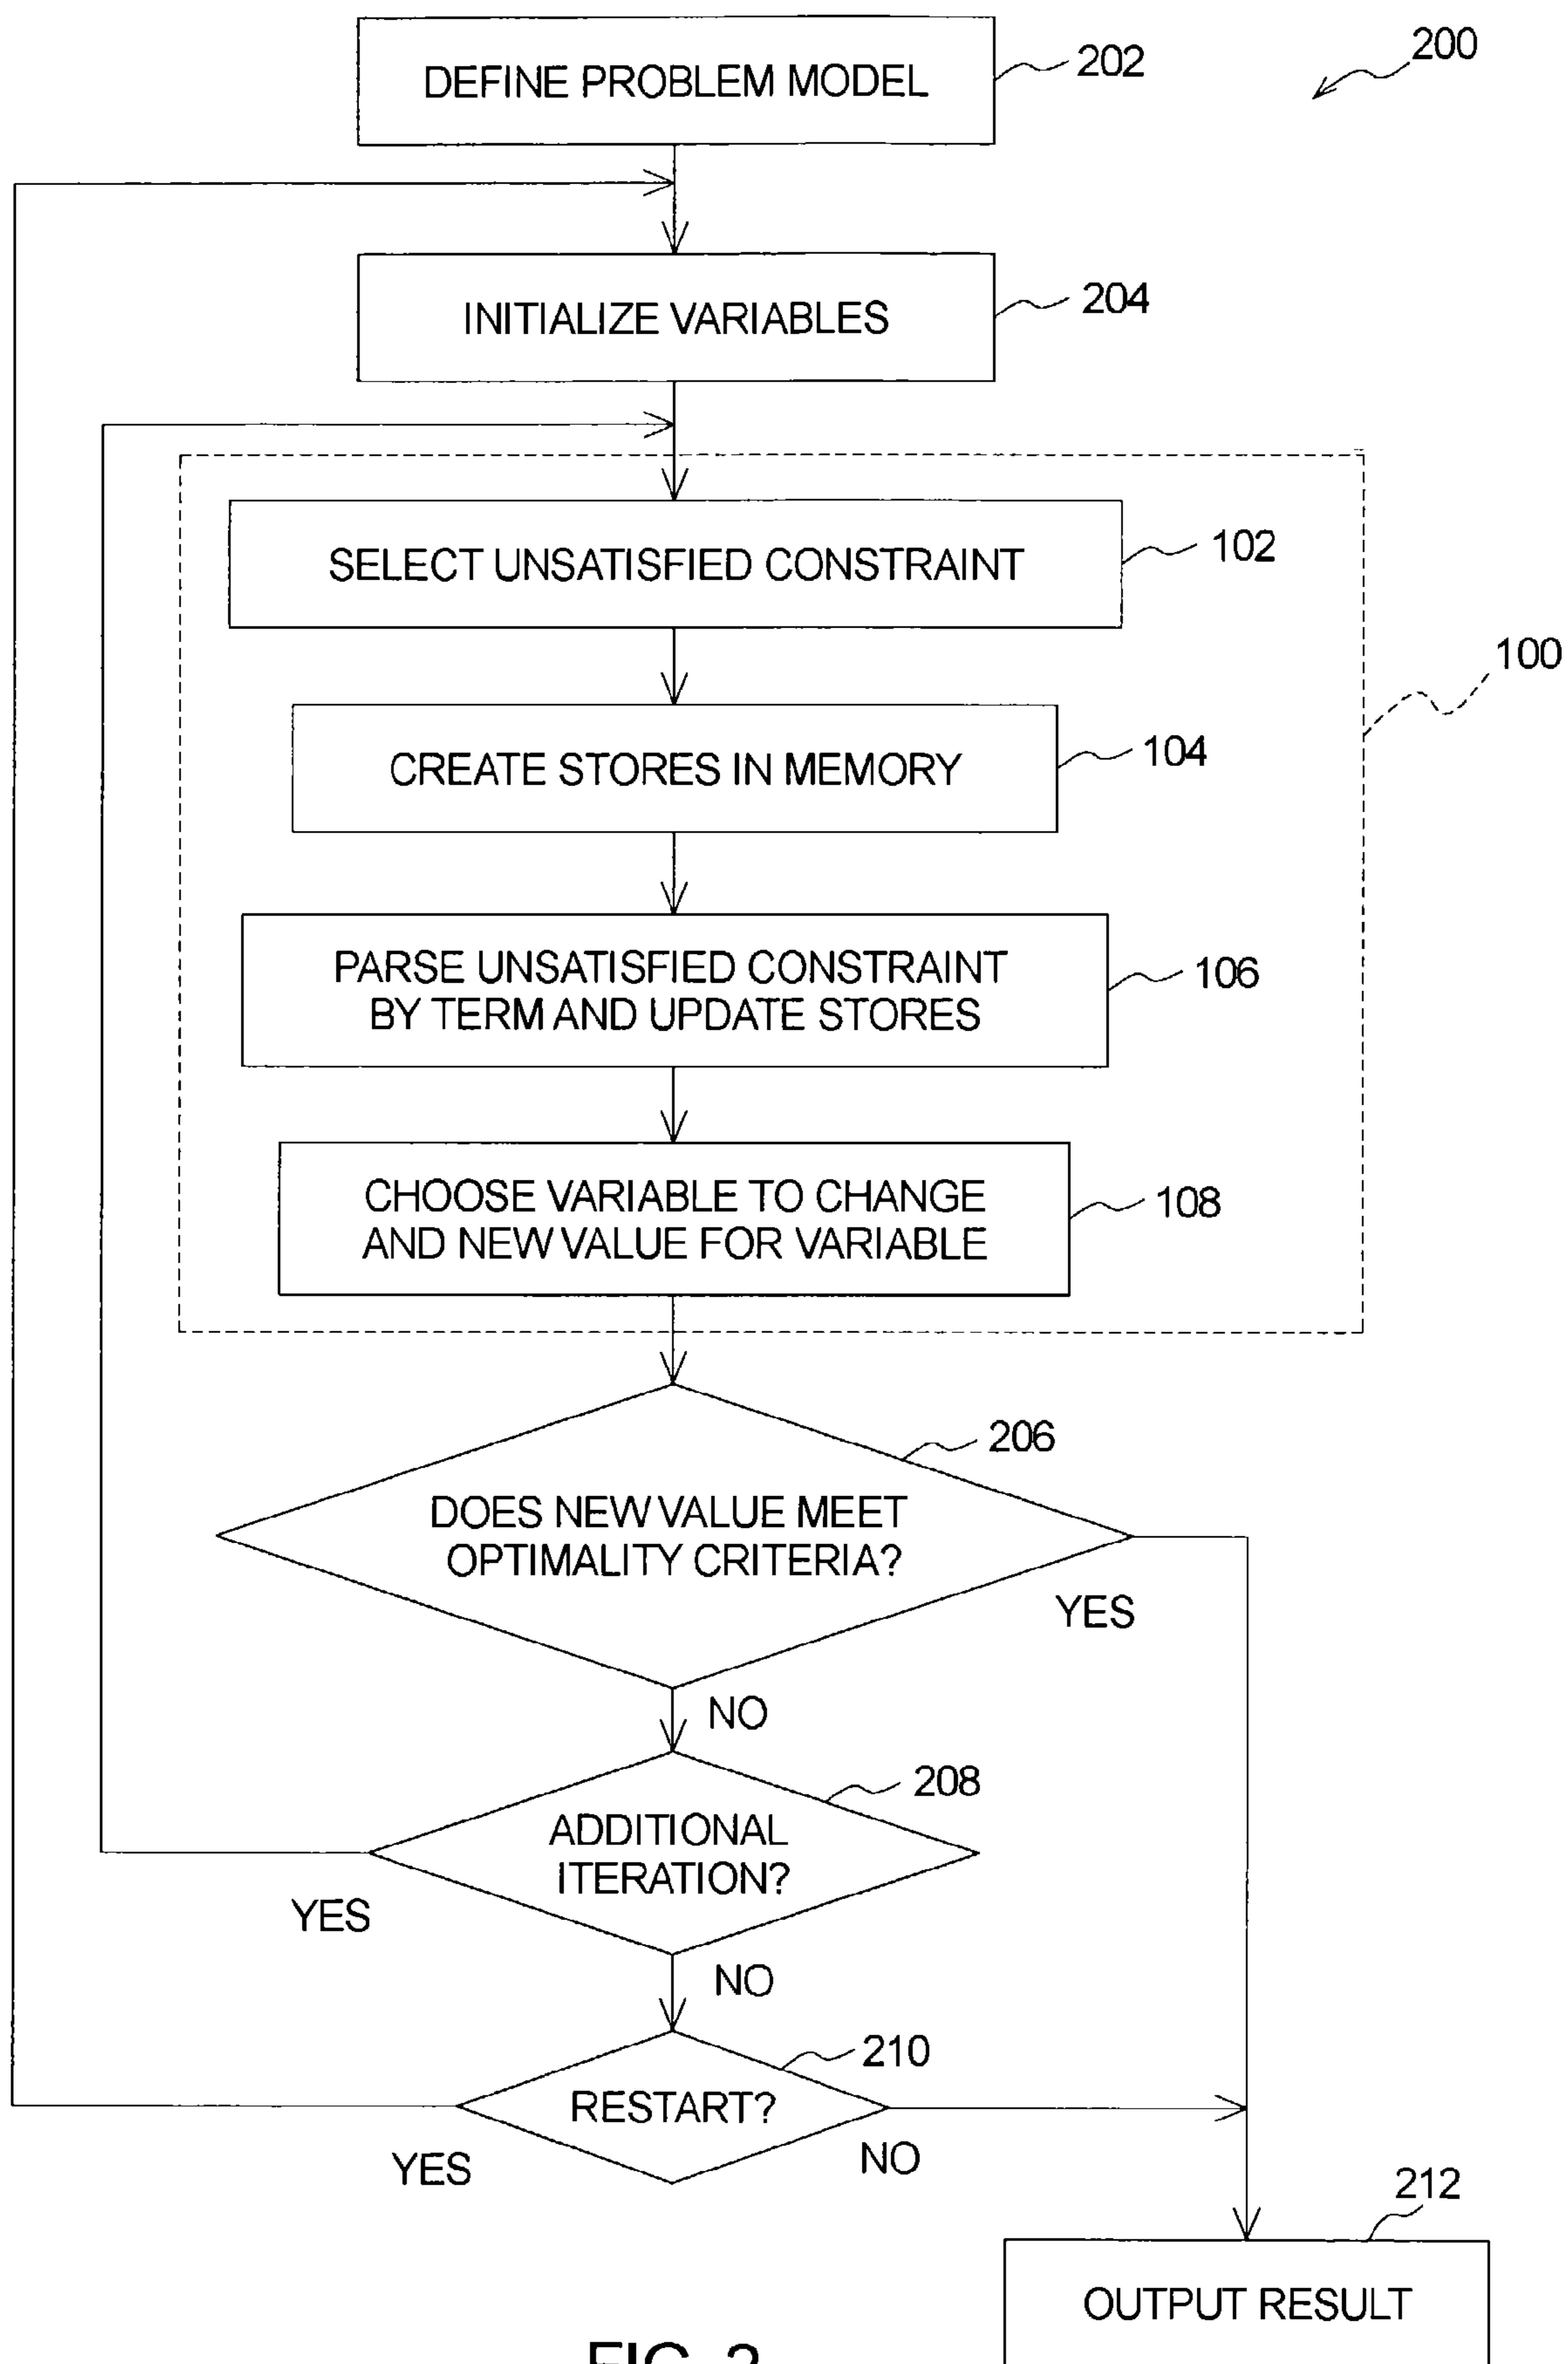 200
DEFINE PROBLEM MODEL
202
INITIALIZE VARIABLES
204
SELECT UNSATISFIED CONSTRAINT
102
100
CREATE STORES IN MEMORY
104
PARSE UNSATISFIED CONSTRAINT
BY TERM AND UPDATE STORES
106
CHOOSE VARIABLE TO CHANGE
AND NEW VALUE FOR VARIABLE
108
206
DOES NEW VALUE MEET
OPTIMALITY CRITERIA?
YES
NO
208
ADDITIONAL
ITERATION?
YES
NO
210
RESTART?
YES
NO
212
OUTPUT RESULT
FIG. 2